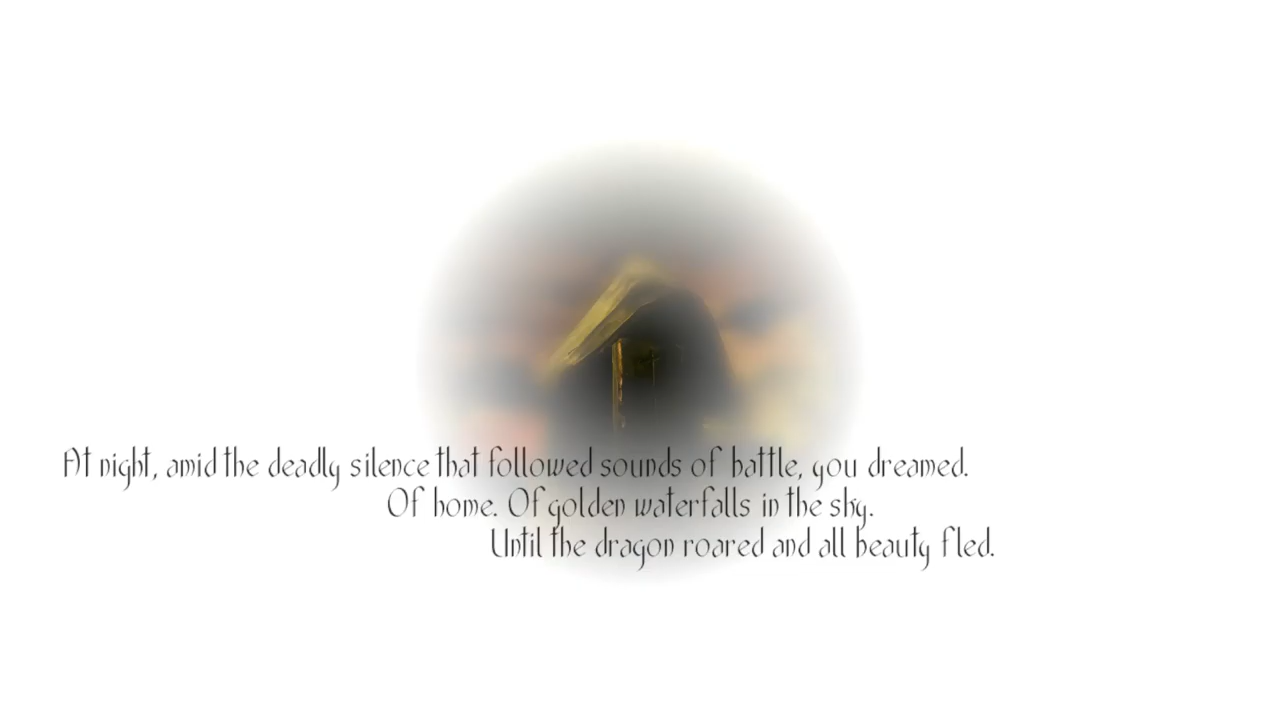 At night, amid the deadly silence that followed sounds of battle, you dreamed.
Of home. Of golden waterfalls in the sky.
Until the dragon roared and all beauty fled.